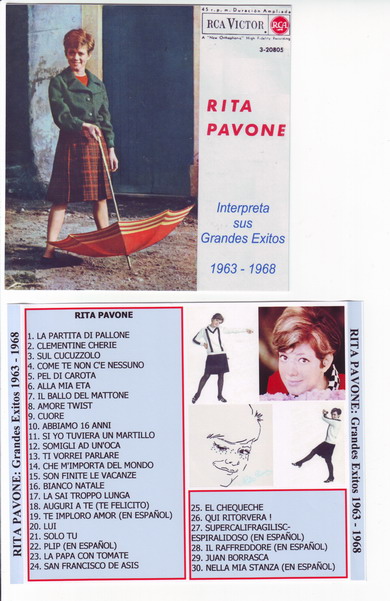 45 r. p. m. Duración Ampliada
RCA VICTOR
RCA
A "New Orthophonic" High Fidelity Recording
3-20805
RITA
PAVONE
Interpreta
sus
Grandes Exitos
1963 - 1968
RITA PAVONE: Grandes Exitos 1963 - 1968
RITA PAVONE
1. LA PARTITA DI PALLONE
2. CLEMENTINE CHERIE
3. SUL CUCUZZOLO
4. COME TE NON C'E NESSUNO
5. PEL DI CAROTA
6. ALLA MIA ETA
7. IL BALLO DEL MATTONE
8. AMORE TWIST
9. CUORE
10. ABBIAMO 16 ANNI
11. SI YO TUVIERA UN MARTILLO
12. SOMIGLI AD UN'OCA
13. TI VORREI PARLARE
14. CHE M'IMPORTA DEL MONDO
15. SON FINITE LE VACANZE
16. BIANCO NATALE
17. LA SAI TROPPO LUNGA
18. AUGURI A TE (TE FELICITO)
19. TE IMPLORO AMOR (EN ESPAÑOL)
20. LUI
21. SOLO TU
22. PLIP (EN ESPAÑOL)
23. LA PAPA CON TOMATE
24. SAN FRANCISCO DE ASIS
25. EL CHEQUECHE
26. QUI RITORVERA !
27. SUPERCALIFRAGILISC-
ESPIRALIDOSO (EN ESPAÑOL)
28. IL RAFFREDDORE (EN ESPAÑOL)
29. JUAN BORRASCA
30. NELLA MIA STANZA (EN ESPAÑOL)
RITA PAVONE: Grandes Exitos 1963 - 1968